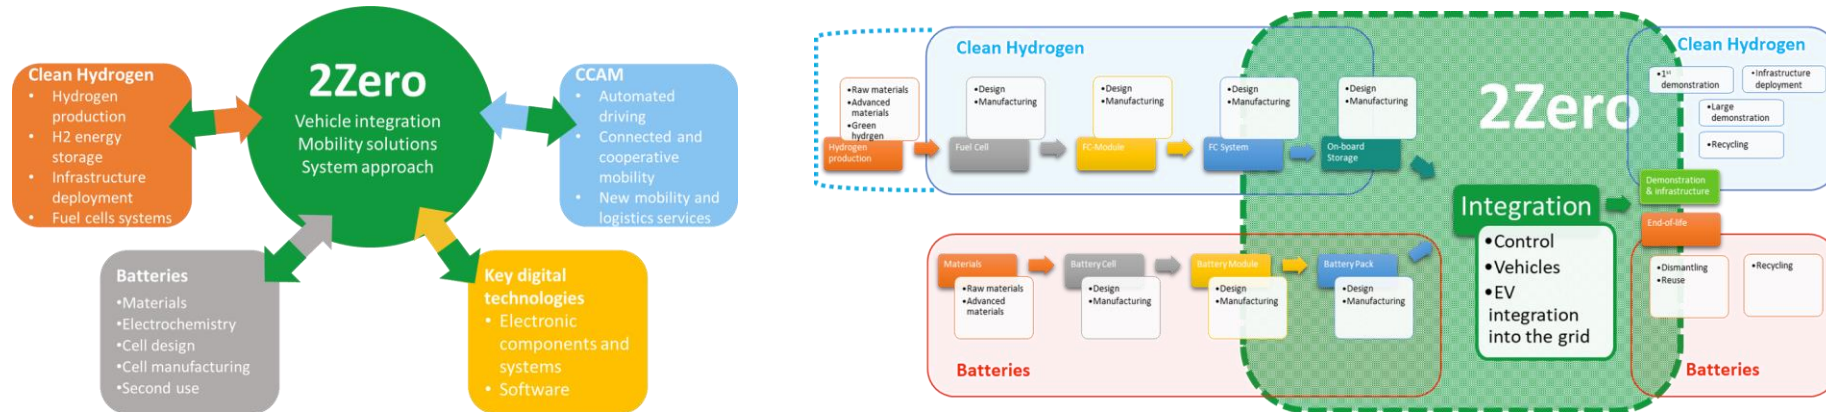 2Zero
Vehicle integration
Mobility solutions
System approach
Clean Hydrogen
• Hydrogen
production
• H2 energy
storage
• Infrastructure
deployment
• Fuel cells systems
CCAM
• Automated
driving
• Connected and
cooperative
mobility
• New mobility and
logistics services
Batteries
•Materials
•Electrochemistry
•Cell design
•Cell manufacturing
•Second use
Key digital
technologies
• Electronic
components and
systems
• Software
Clean Hydrogen
•Raw materials
•Advanced
materials
•Green
hydrgen
Hydrogen
production
•Design
•Manufacturing
Fuel Cell
•Design
•Manufacturing
FC-Module
•Design
•Manufacturing
FC System
•Design
•Manufacturing
On-board
Storage
2Zero
Clean Hydrogen
•1st
demonstration
•Infrastructure
deployment
•Large
demonstration
•Recycling
Integration
•Control
•Vehicles
•EV
integration
into the grid
Demonstration
& infrastructure
End-of-life
Materials
•Raw materials
•Advanced
materials
Battery Cell
•Design
•Manufacturing
Battery Module
•Design
•Manufacturing
Battery Pack
•Design
•Manufacturing
Batteries
•Dismantling
•Reuse
•Recycling
Batteries